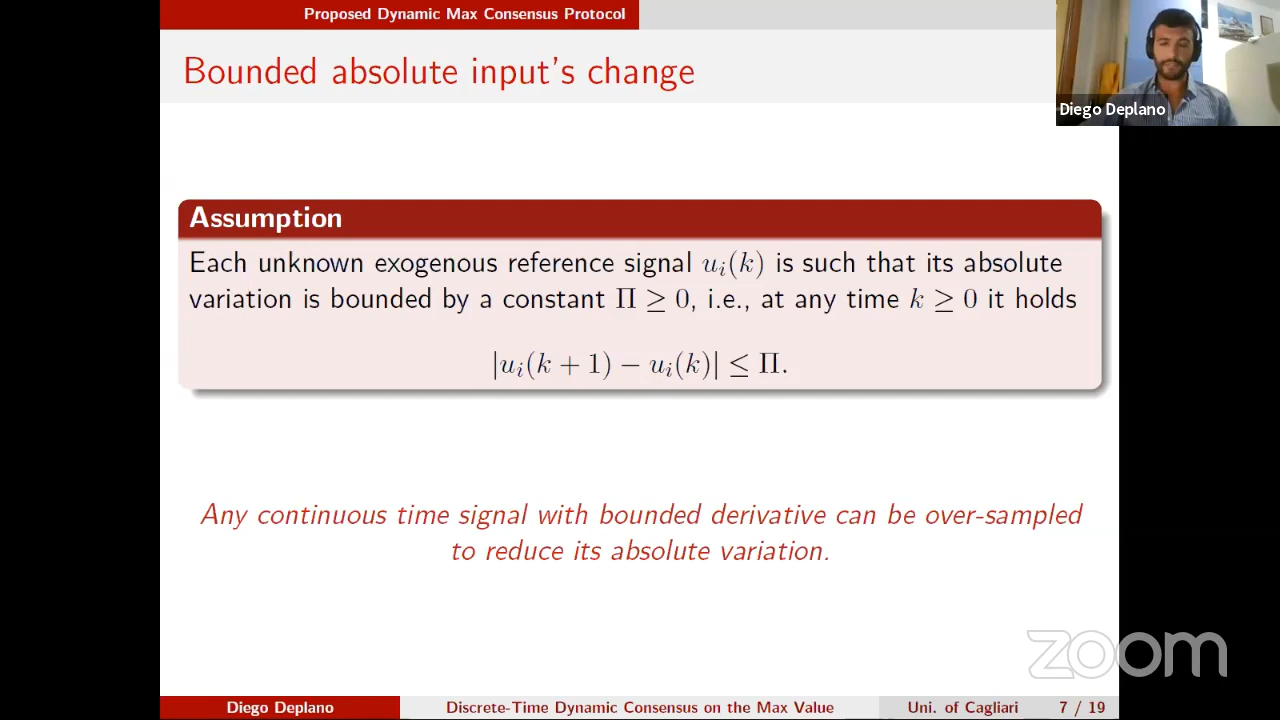 Proposed Dynamic Max Consensus Protocol
Bounded absolute input's change
Diego Deplano
Assumption
Each unknown exogenous reference signal uᵢ(k) is such that its absolute
variation is bounded by a constant Π ≥ 0, i.e., at any time k ≥ 0 it holds
|uᵢ(k + 1) − uᵢ(k)| ≤ Π.
Any continuous time signal with bounded derivative can be over-sampled
to reduce its absolute variation.
zoom
Diego Deplano Discrete-Time Dynamic Consensus on the Max Value Uni. of Cagliari 7 / 19